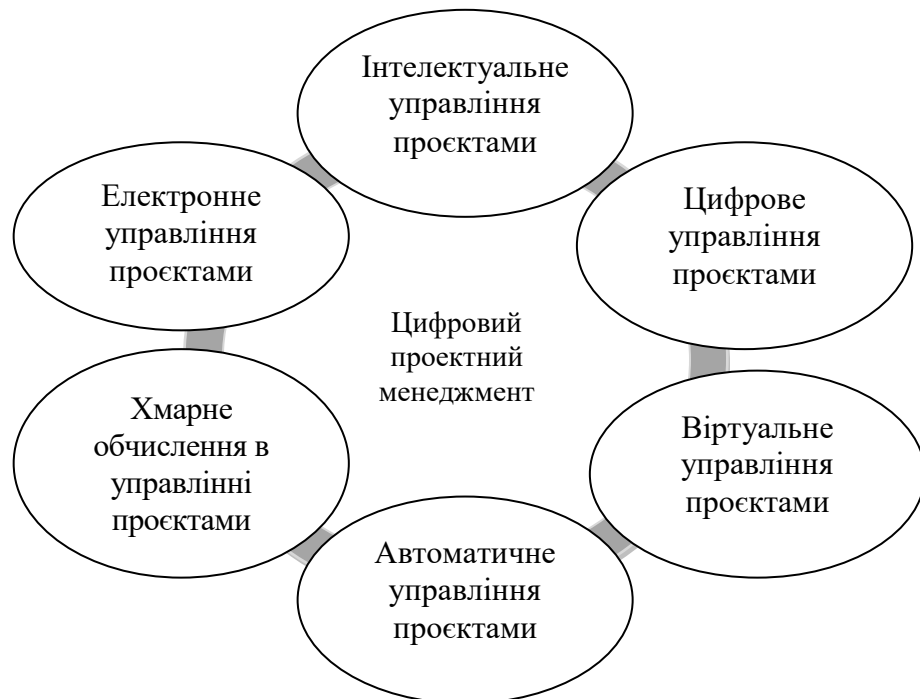 Інтелектуальне
управління
проєктами
Електронне
управління
проєктами
Цифрове
управління
проєктами
Цифровий
проектний
менеджмент
Хмарне
обчислення в
управлінні
проєктами
Віртуальне
управління
проєктами
Автоматичне
управління
проєктами